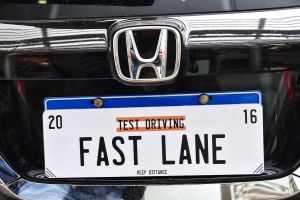 TEST DRIVING
20 16
FAST LANE
KEEP DISTANCE